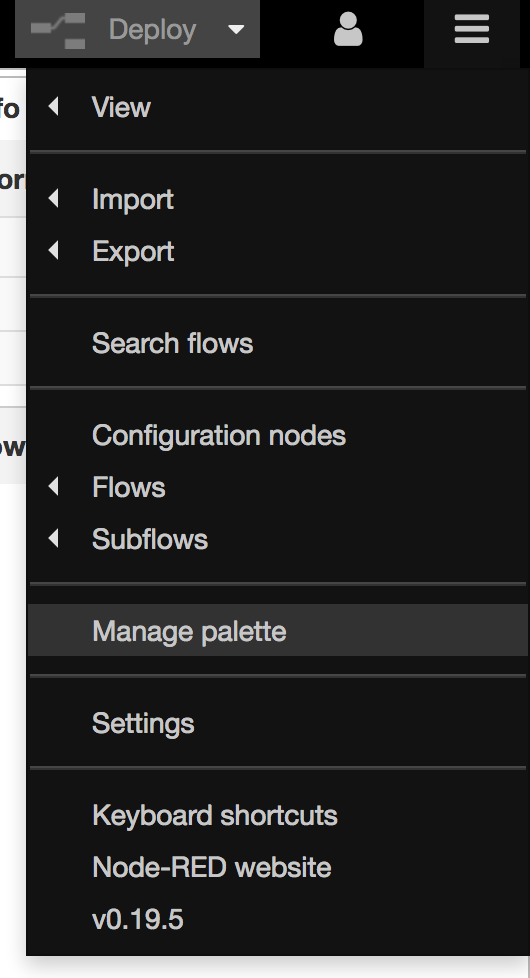 Deploy
View
Import
Export
Search flows
Configuration nodes
Flows
Subflows
Manage palette
Settings
Keyboard shortcuts
Node-RED website
v0.19.5